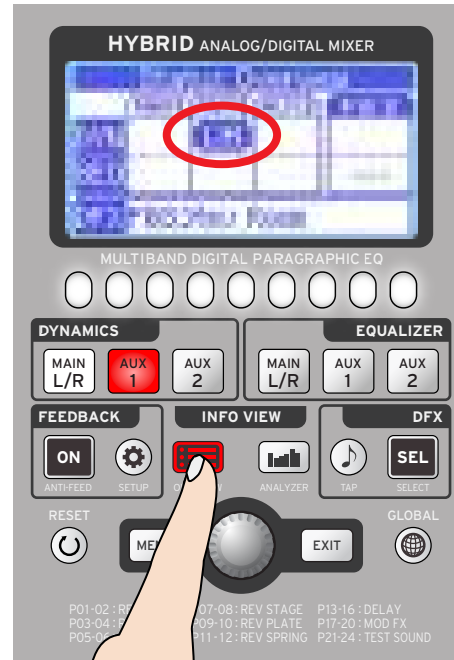 HYBRID ANALOG/DIGITAL MIXER
MULTIBAND DIGITAL PARAGRAPHIC EQ
DYNAMICS EQUALIZER
MAIN L/R AUX 1 AUX 2 MAIN L/R AUX 1 AUX 2
FEEDBACK INFO VIEW DFX
ON SEL
ANTI-FEED SETUP ANALYZER TAP SELECT
RESET GLOBAL
EXIT
P01-02 : P07-08 : REV STAGE P13-16 : DELAY
P03-04 : P09-10 : REV PLATE P17-20 : MOD FX
P11-12 : REV SPRING P21-24 : TEST SOUND